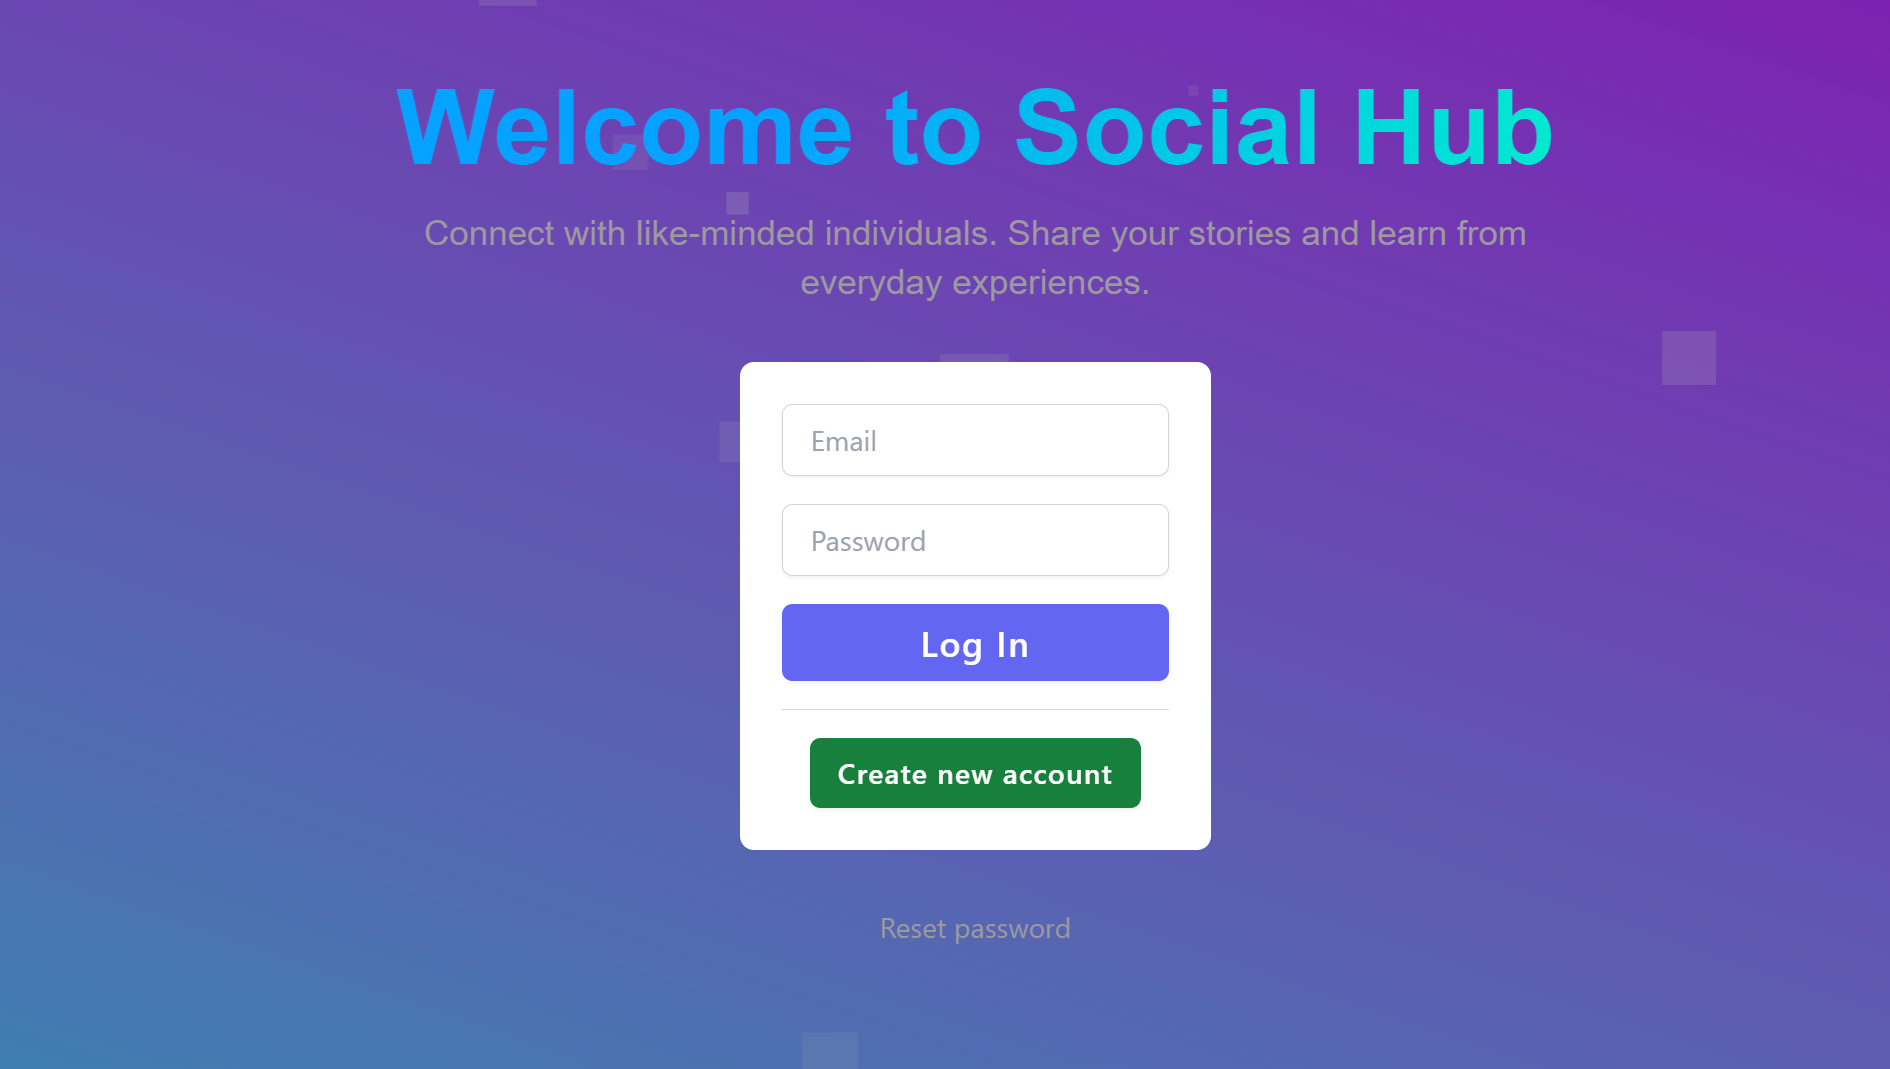 Welcome to Social Hub
Connect with like-minded individuals. Share your stories and learn from
everyday experiences.
Email
Password
Log In
Create new account
Reset password